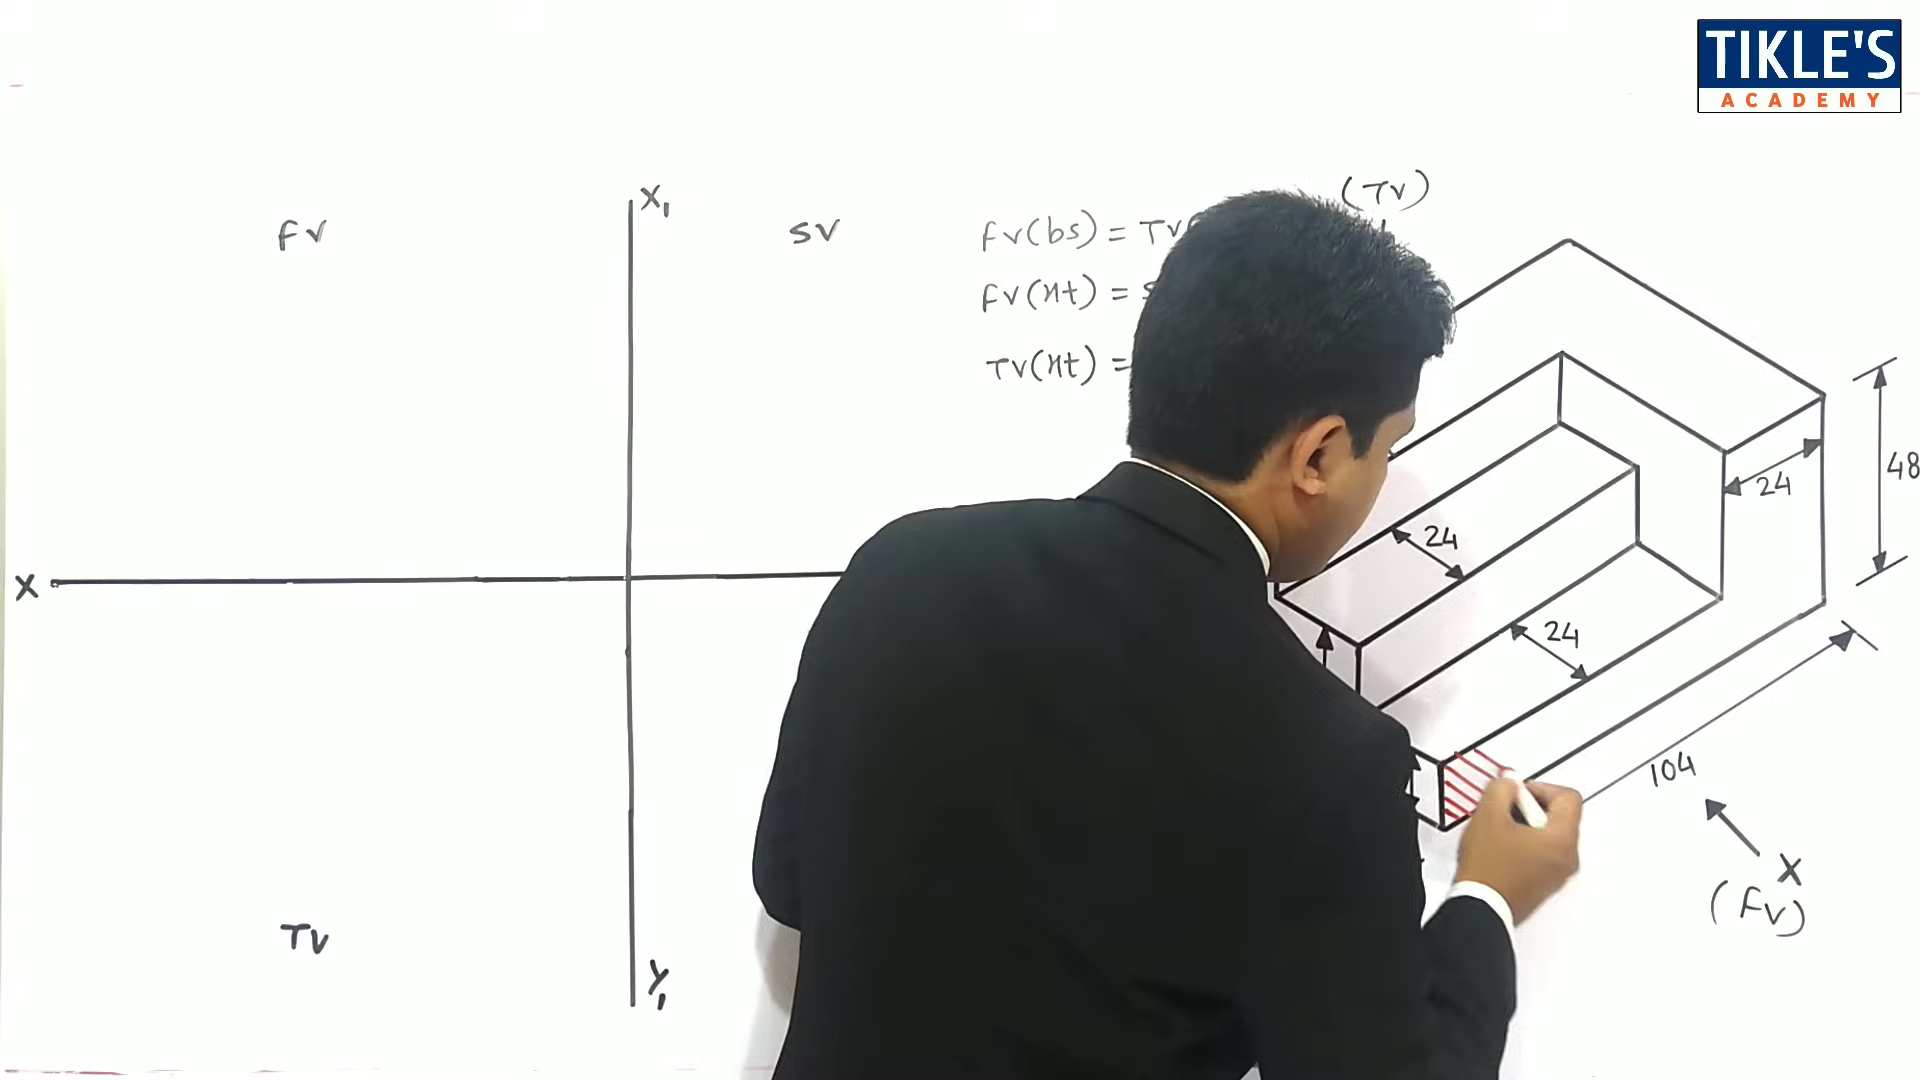 TIKLE'S
ACADEMY
X₁
(TV)
FV
SV
FV(bs) = TV
FV(ht) =
TV(ht) =
48
24
24
24
X
104
X
(FV)
TV
Y₁